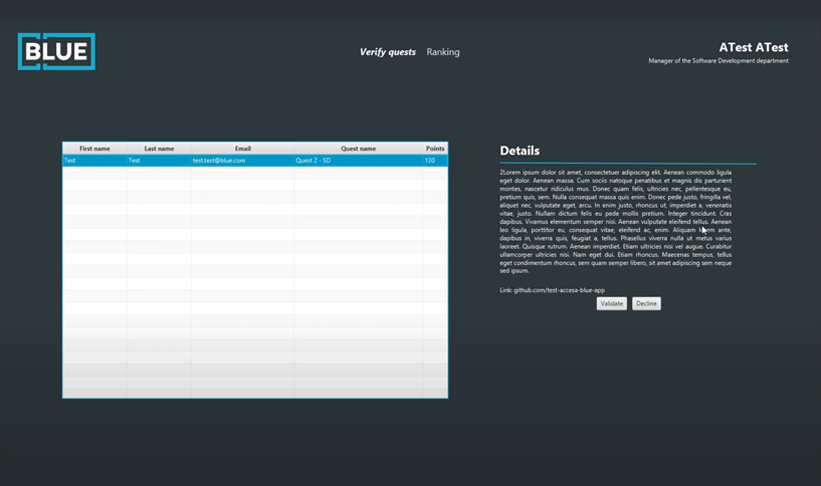 BLUE
Verify quests Ranking
ATest ATest
Manager of the Software Development department
First name Last name Email Quest name Points
Test Test test.test@blue.com Quest 2 - SD 130
Details
2Lorem ipsum dolor sit amet, consectetuer adipiscing elit. Aenean commodo ligula
eget dolor. Aenean massa. Cum sociis natoque penatibus et magnis dis parturient
montes, nascetur ridiculus mus. Donec quam felis, ultricies nec, pellentesque eu,
pretium quis, sem. Nulla consequat massa quis enim. Donec pede justo, fringilla vel,
aliquet nec, vulputate eget, arcu. In enim justo, rhoncus ut, imperdiet a, venenatis
vitae, justo. Nullam dictum felis eu pede mollis pretium. Integer tincidunt. Cras
dapibus. Vivamus elementum semper nisi. Aenean vulputate eleifend tellus. Aenean
leo ligula, porttitor eu, consequat vitae, eleifend ac, enim. Aliquam lorem ante,
dapibus in, viverra quis, feugiat a, tellus. Phasellus viverra nulla ut metus varius
laoreet. Quisque rutrum. Aenean imperdiet. Etiam ultricies nisi vel augue. Curabitur
ullamcorper ultricies nisi. Nam eget dui. Etiam rhoncus. Maecenas tempus, tellus
eget condimentum rhoncus, sem quam semper libero, sit amet adipiscing sem neque
sed ipsum.
Link: github.com/test-accesa-blue-app
Validate Decline